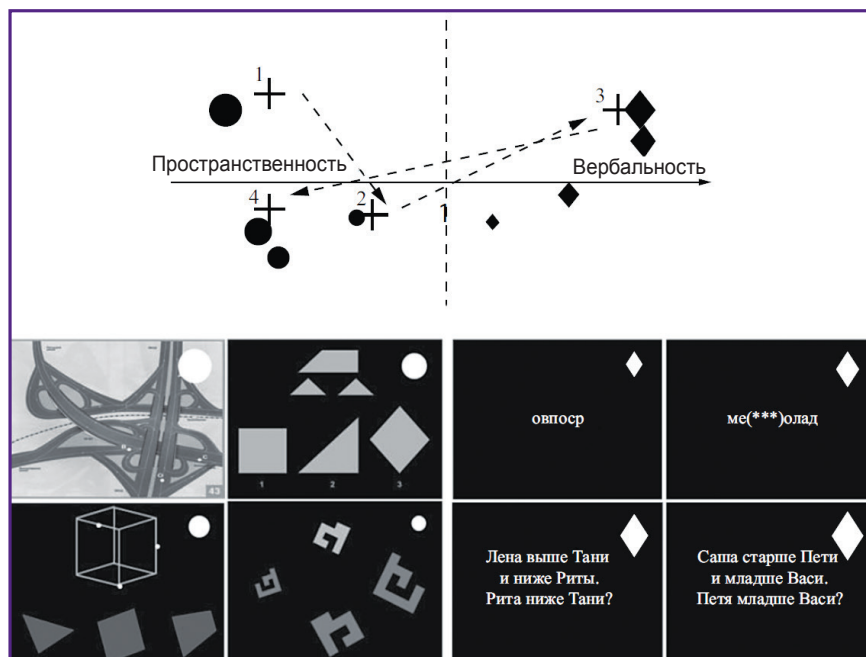 1
3
Пространственность
Вербальность
4
2
1
43
1
2
3
овпоср
ме(***)олад
Лена выше Тани
и ниже Риты.
Рита ниже Тани?
Саша старше Пети
и младше Васи.
Петя младше Васи?